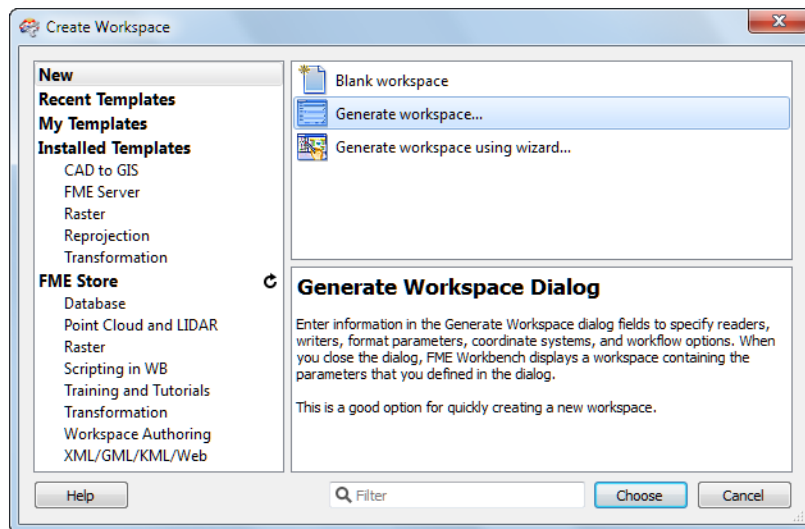 Create Workspace
New
Recent Templates
My Templates
Installed Templates
CAD to GIS
FME Server
Raster
Reprojection
Transformation
FME Store
Database
Point Cloud and LIDAR
Raster
Scripting in WB
Training and Tutorials
Transformation
Workspace Authoring
XML/GML/KML/Web
Blank workspace
Generate workspace...
Generate workspace using wizard...
Generate Workspace Dialog
Enter information in the Generate Workspace dialog fields to specify readers,
writers, format parameters, coordinate systems, and workflow options. When
you close the dialog, FME Workbench displays a workspace containing the
parameters that you defined in the dialog.
This is a good option for quickly creating a new workspace.
Help
Filter
Choose
Cancel